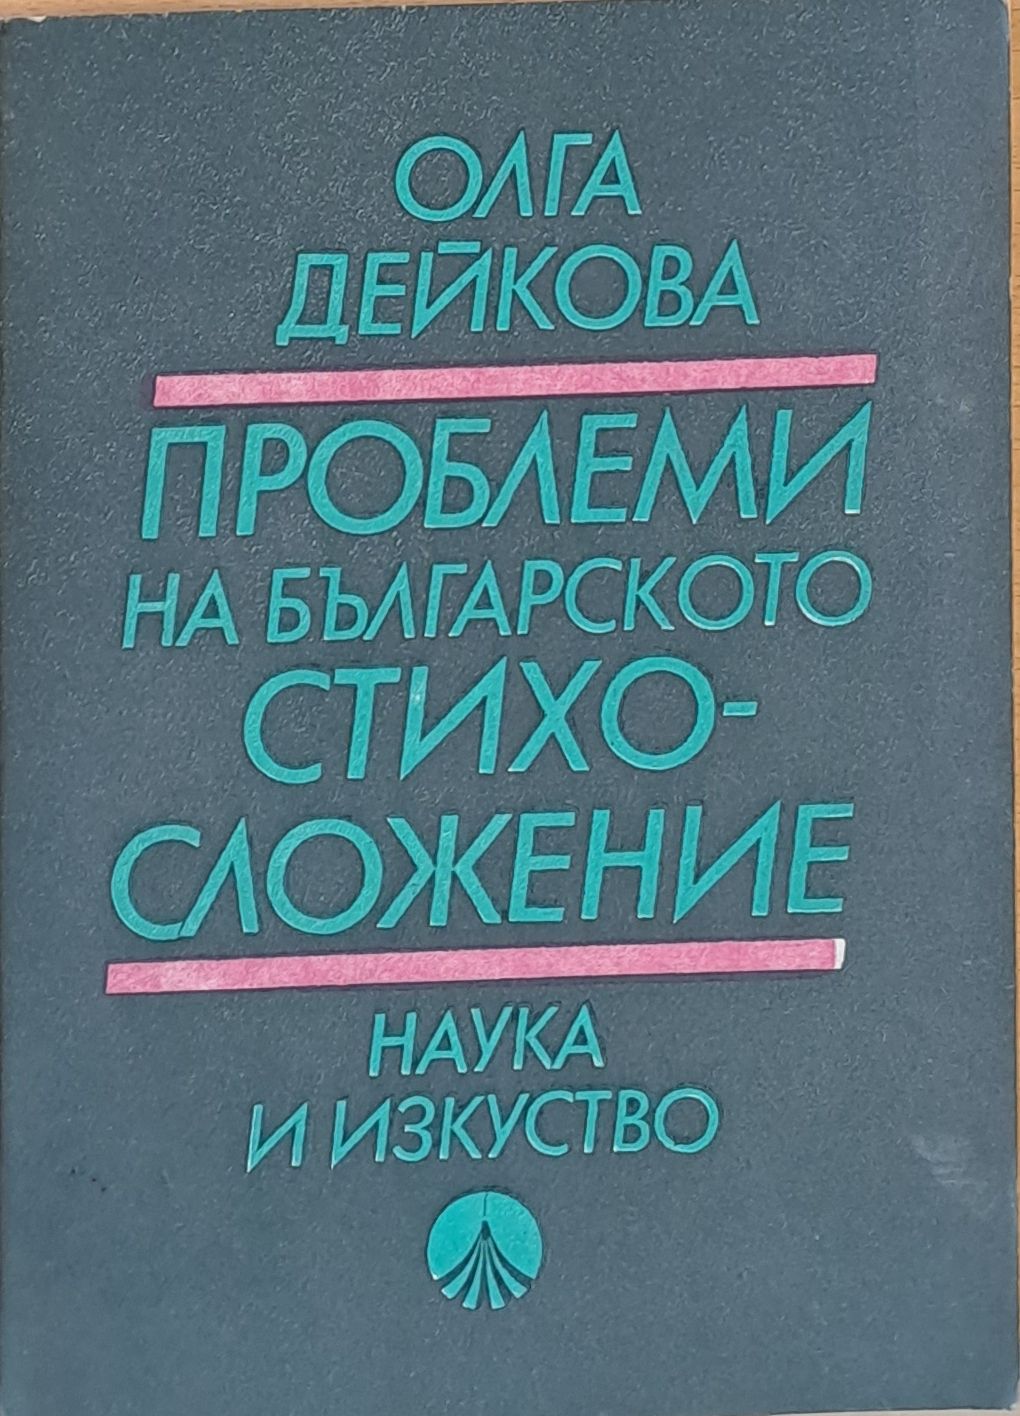 ОЛГА
ДЕЙКОВА
ПРОБЛЕМИ
НА БЪЛГАРСКОТО
СТИХО-
СЛОЖЕНИЕ
НАУКА
И ИЗКУСТВО